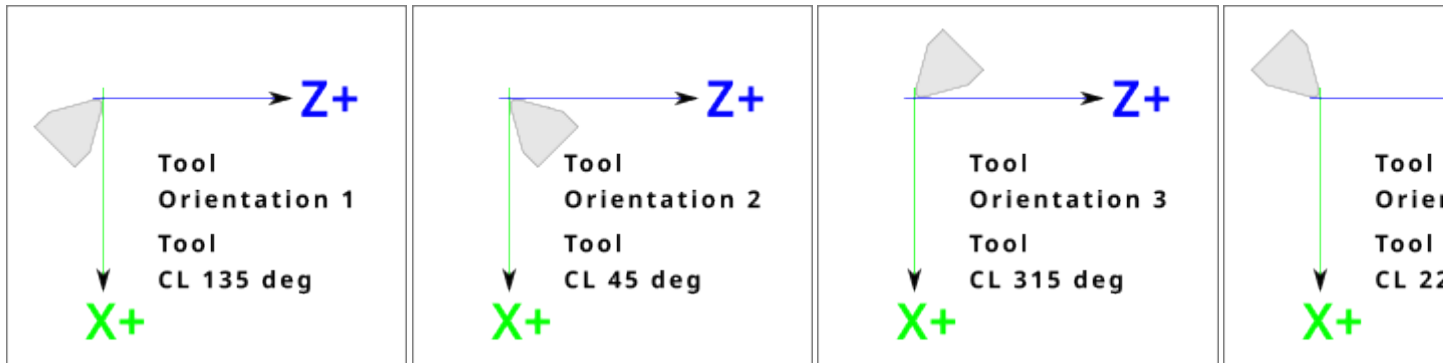 Z+
Tool
Orientation 1
Tool
CL 135 deg
X+
Z+
Tool
Orientation 2
Tool
CL 45 deg
X+
Z+
Tool
Orientation 3
Tool
CL 315 deg
X+
Tool
Tool
CL
X+